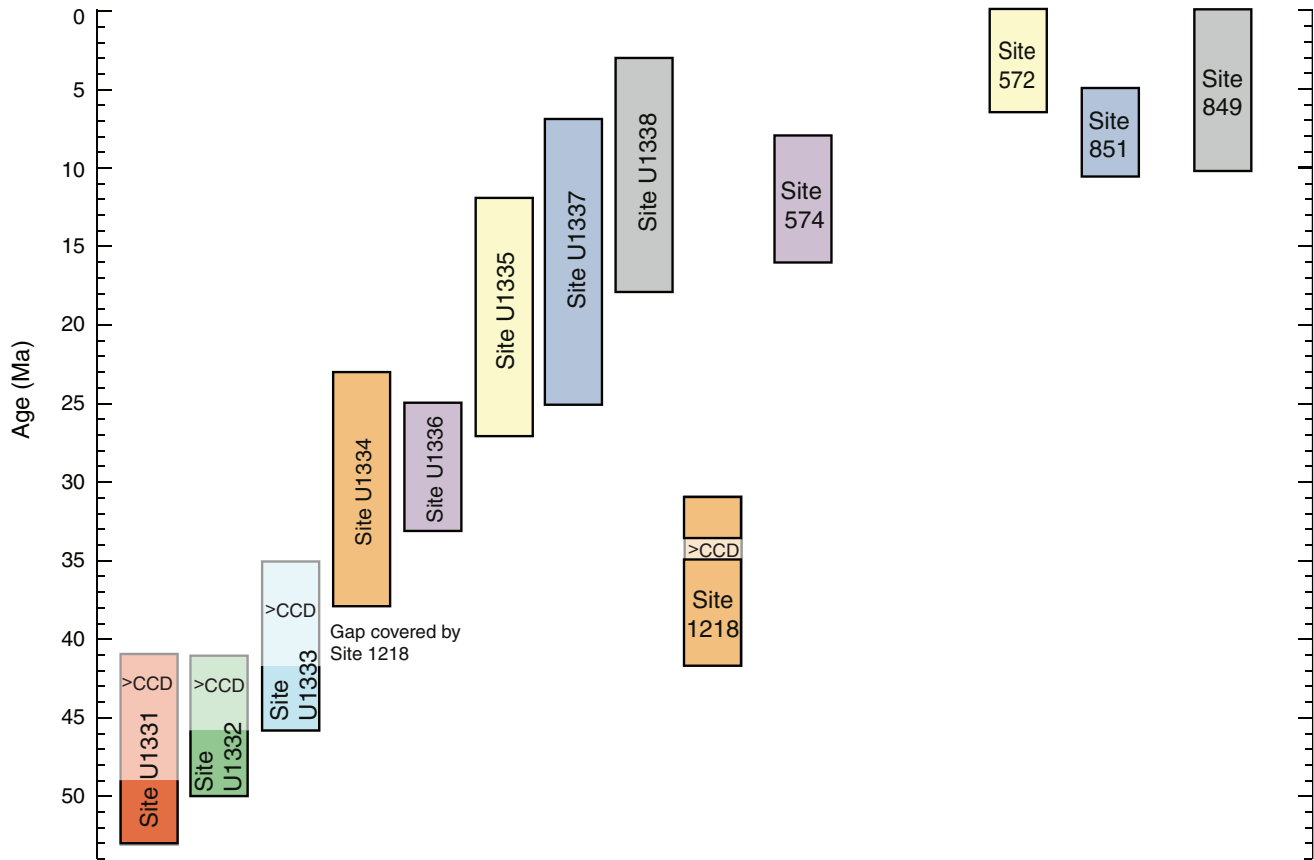 Age (Ma)
0
5
10
15
20
25
30
35
40
45
50
>CCD
Site U1331
>CCD
Site
U1332
>CCD
Site
U1333
Site U1334
Gap covered by
Site 1218
Site U1336
Site U1335
Site U1337
Site U1338
>CCD
Site
1218
Site
574
Site
572
Site
851
Site
849